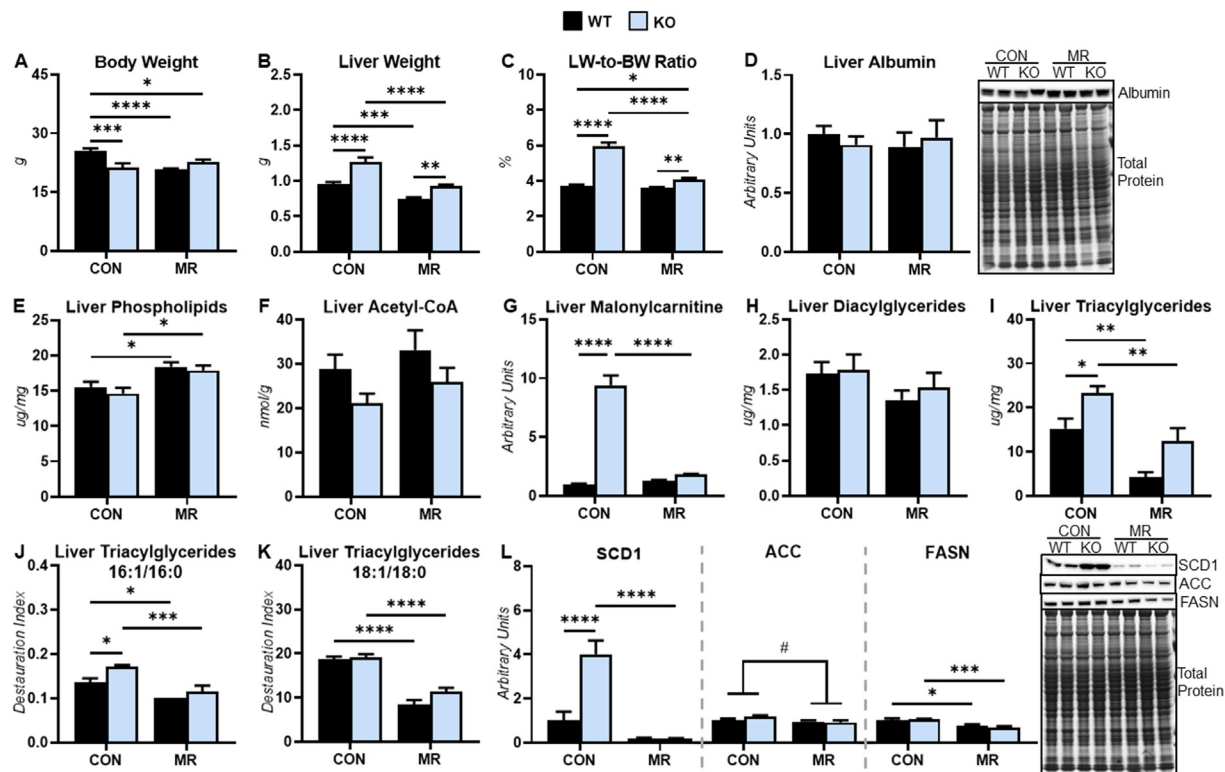 WT KO
A Body Weight
****
***
*
45
30
15
0
g
CON MR
B Liver Weight
****
***
****
**
2.5
2.0
1.5
1.0
0.5
0.0
g
CON MR
C LW-to-BW Ratio
*
****
****
**
10
8
6
4
2
0
%
CON MR
D Liver Albumin
1.5
1.0
0.5
0.0
Arbitrary Units
CON MR
CON MR
WT KO WT KO
Albumin
Total
Protein
E Liver Phospholipids
*
*
25
20
15
10
5
0
ug/mg
CON MR
F Liver Acetyl-CoA
40
30
20
10
0
nmol/g
CON MR
G Liver Malonylcarnitine
**** ****
15
10
5
0
Arbitrary Units
CON MR
H Liver Diacylglycerides
2.5
2.0
1.5
1.0
0.5
0.0
ug/mg
CON MR
I Liver Triacylglycerides
**
**
*
40
30
20
10
0
ug/mg
CON MR
J Liver Triacylglycerides
16:1/16:0
*
***
*
0.4
0.3
0.2
0.1
0.0
Destauration Index
CON MR
K Liver Triacylglycerides
18:1/18:0
****
****
40
30
20
10
0
Destauration Index
CON MR
L SCD1 ACC FASN
****
****
#
***
*
8
6
4
2
0
Arbitrary Units
CON MR CON MR CON MR
CON MR
WT KO WT KO
SCD1
ACC
FASN
Total
Protein